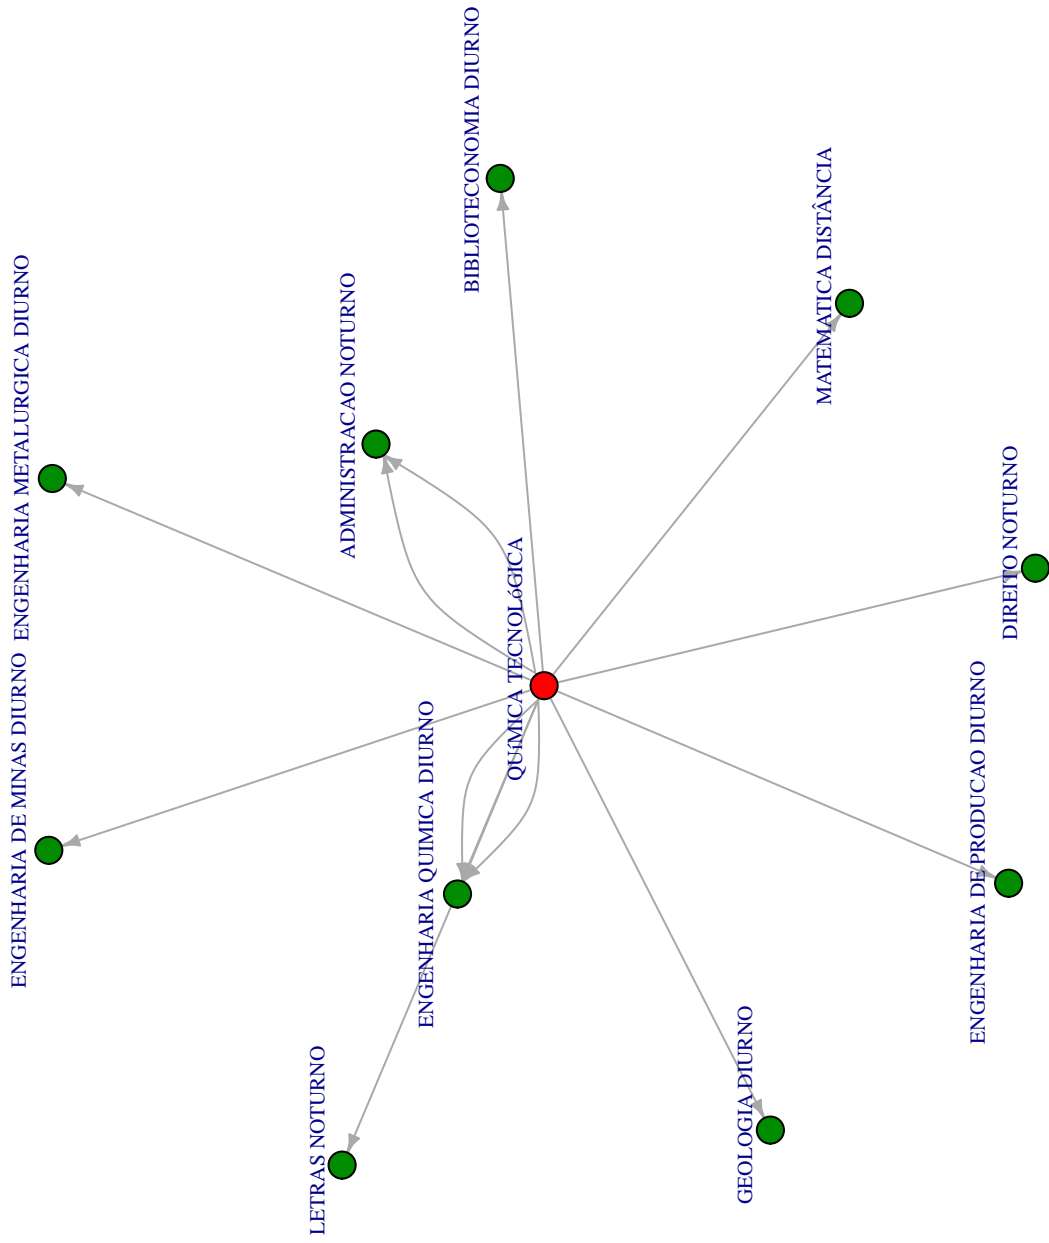 BIBLIOTECONOMIA DIURNO
MATEMATICA DISTÂNCIA
ENGENHARIA METALURGICA DIURNO
ADMINISTRACAO NOTURNO
DIREITO NOTURNO
QUíMICA TECNOLóGICA
ENGENHARIA DE MINAS DIURNO
ENGENHARIA QUIMICA DIURNO
ENGENHARIA DE PRODUCAO DIURNO
GEOLOGIA DIURNO
LETRAS NOTURNO